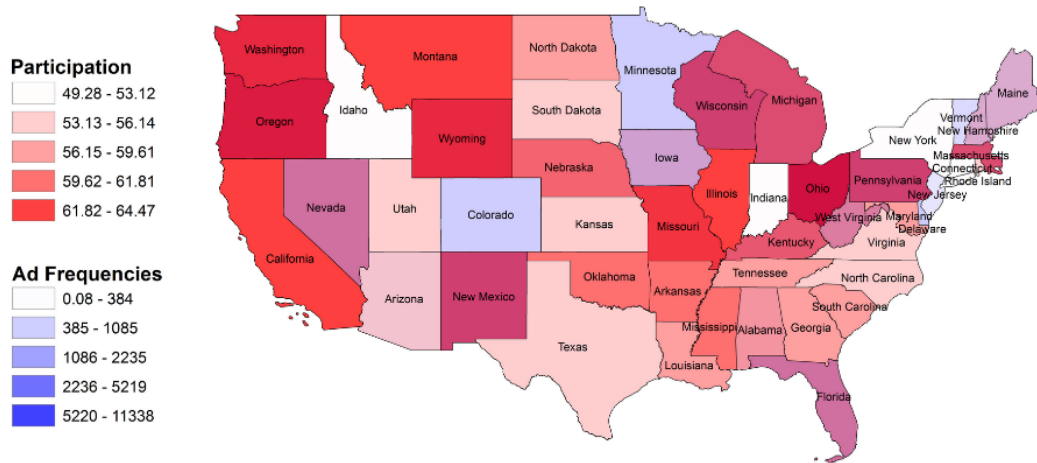 Participation
49.28 - 53.12
53.13 - 56.14
56.15 - 59.61
59.62 - 61.81
61.82 - 64.47
Ad Frequencies
0.08 - 384
385 - 1085
1086 - 2235
2236 - 5219
5220 - 11338
Washington
Montana
North Dakota
Minnesota
Maine
Idaho
Oregon
South Dakota
Wisconsin
Michigan
Vermont
New Hampshire
Wyoming
New York
Massachusetts
Connecticut
Rhode Island
Iowa
Nebraska
Pennsylvania
New Jersey
Nevada
Utah
Colorado
Illinois
Indiana
Ohio
Maryland
Delaware
West Virginia
Kansas
Missouri
Kentucky
Virginia
California
Oklahoma
Tennessee
North Carolina
Arizona
New Mexico
Arkansas
South Carolina
Mississippi
Alabama
Georgia
Texas
Louisiana
Florida